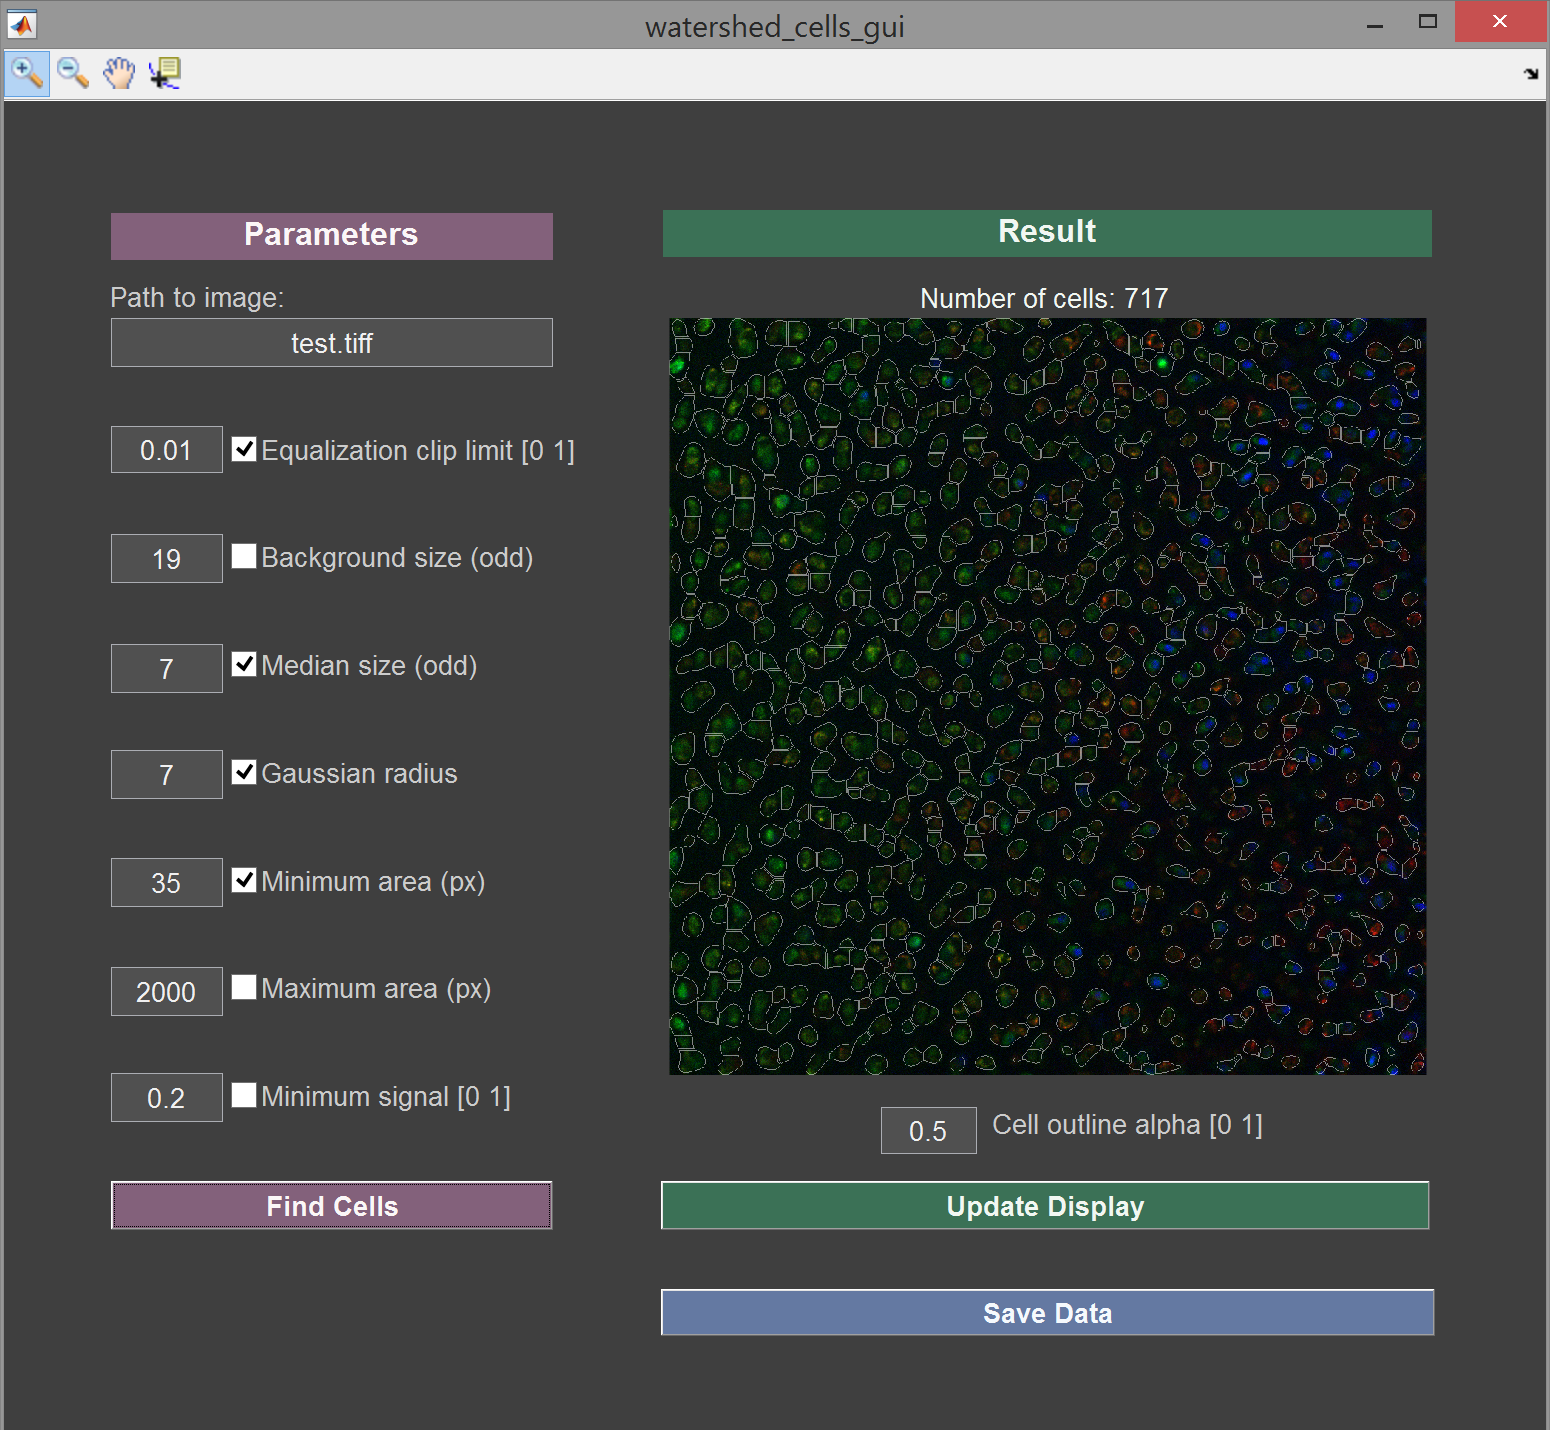 watershed_cells_gui
Parameters
Path to image:
test.tiff
0.01 Equalization clip limit [0 1]
19 Background size (odd)
7 Median size (odd)
7 Gaussian radius
35 Minimum area (px)
2000 Maximum area (px)
0.2 Minimum signal [0 1]
Find Cells
Result
Number of cells: 717
0.5 Cell outline alpha [0 1]
Update Display
Save Data